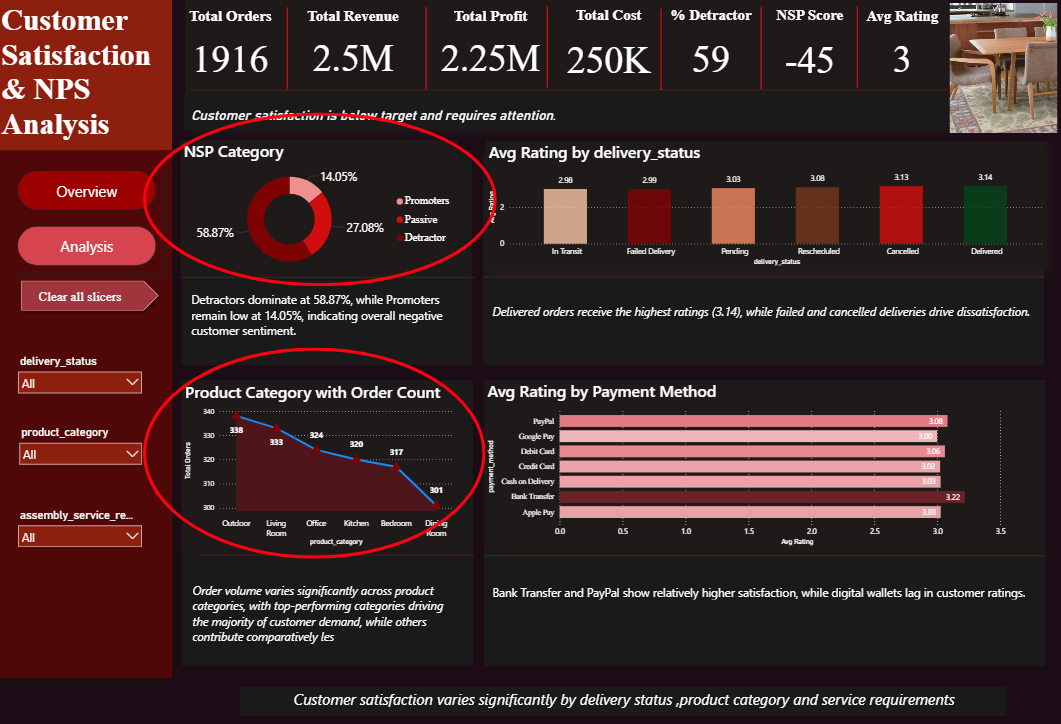 Customer
Satisfaction
& NPS
Analysis
Total Orders
1916
Total Revenue
2.5M
Total Profit
2.25M
Total Cost
250K
% Detractor
59
NSP Score
-45
Avg Rating
3
Customer satisfaction is below target and requires attention.
Overview
Analysis
Clear all slicers
delivery_status
All
product_category
All
assembly_service_re...
All
NSP Category
14.05%
27.08%
58.87%
Promoters
Passive
Detractor
Detractors dominate at 58.87%, while Promoters
remain low at 14.05%, indicating overall negative
customer sentiment.
Avg Rating by delivery_status
Avg Rating
2
0
2.98
2.99
3.03
3.08
3.13
3.14
In Transit
Failed Delivery
Pending
Rescheduled
Cancelled
Delivered
delivery_status
Delivered orders receive the highest ratings (3.14), while failed and cancelled deliveries drive dissatisfaction.
Product Category with Order Count
Total Orders
340
330
320
310
300
338
333
324
320
317
301
Outdoor
Living
Room
Office
Kitchen
Bedroom
Dining
Room
product_category
Order volume varies significantly across product
categories, with top-performing categories driving
the majority of customer demand, while others
contribute comparatively les
Avg Rating by Payment Method
payment_method
PayPal
3.08
Google Pay
3.00
Debit Card
3.06
Credit Card
3.02
Cash on Delivery
3.03
Bank Transfer
3.22
Apple Pay
3.03
0.0
0.5
1.0
1.5
2.0
2.5
3.0
3.5
Avg Rating
Bank Transfer and PayPal show relatively higher satisfaction, while digital wallets lag in customer ratings.
Customer satisfaction varies significantly by delivery status ,product category and service requirements